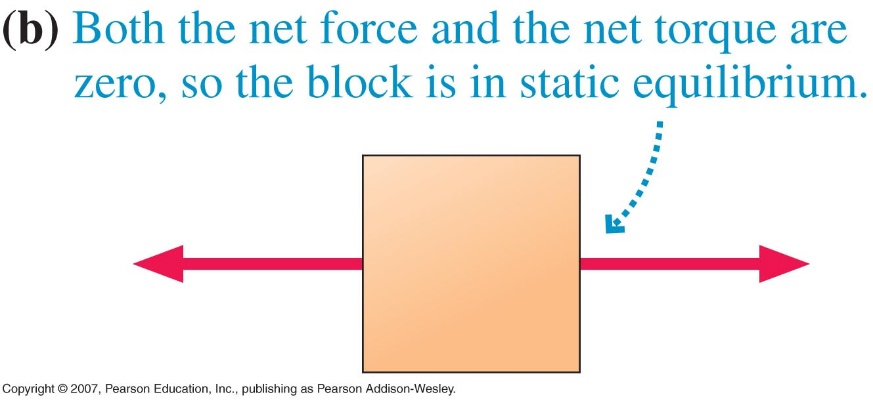 (b) Both the net force and the net torque are
zero, so the block is in static equilibrium.
Copyright © 2007, Pearson Education, Inc., publishing as Pearson Addison-Wesley.